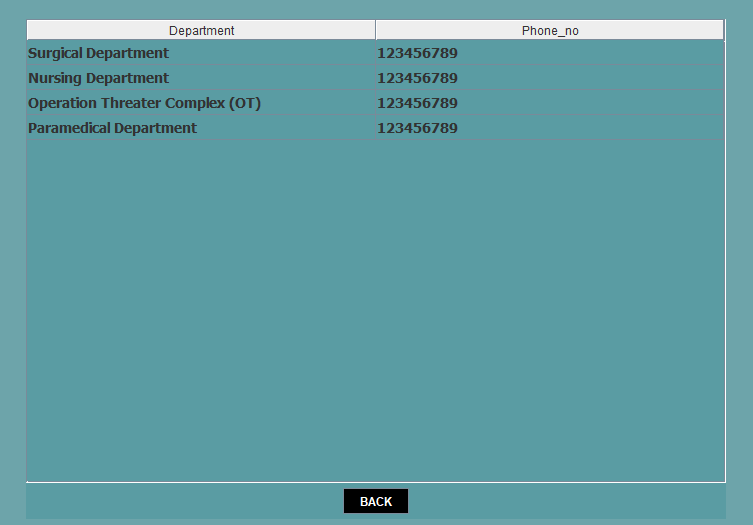 Department Phone_no
Surgical Department 123456789
Nursing Department 123456789
Operation Threater Complex (OT) 123456789
Paramedical Department 123456789
BACK